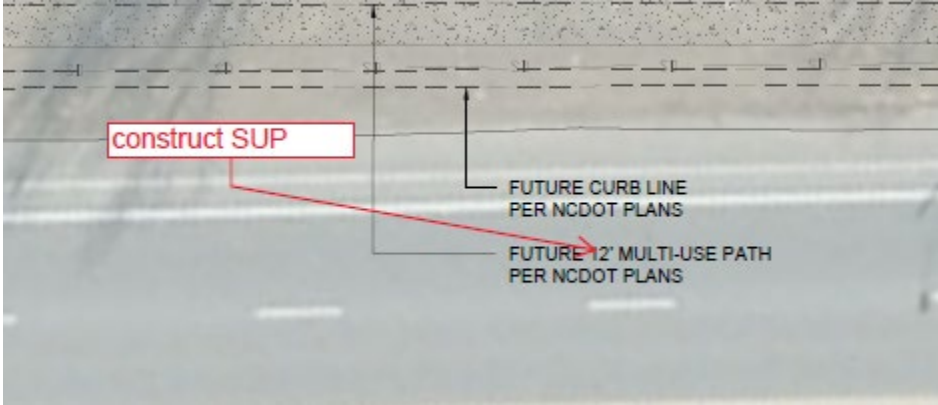 construct SUP
FUTURE CURB LINE
PER NCDOT PLANS
FUTURE 12' MULTI-USE PATH
PER NCDOT PLANS